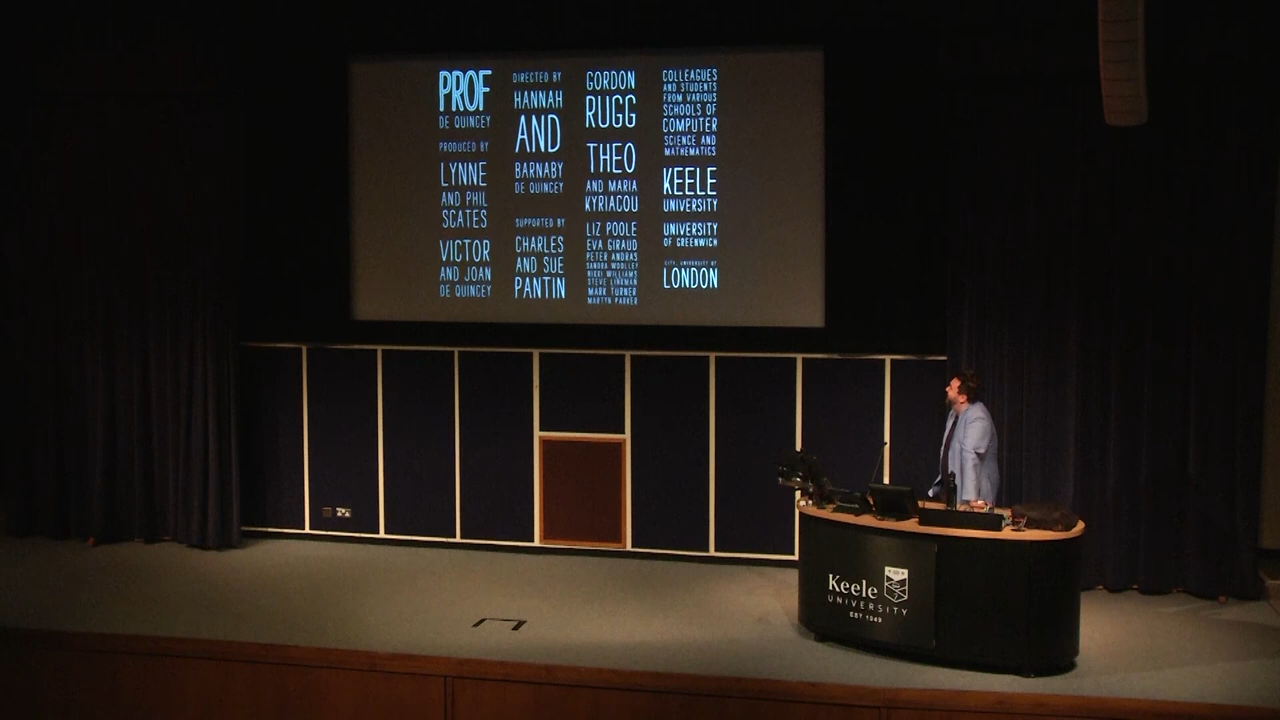 PROF
DE QUINCEY
PRODUCED BY
LYNNE
AND PHIL
SCATES
VICTOR
AND JOAN
DE QUINCEY
DIRECTED BY
HANNAH
AND
BARNABY
DE QUINCEY
SUPPORTED BY
CHARLES
AND SUE
PANTIN
GORDON
RUGG
THEO
AND MARIA
KYRIACOU
LIZ POOLE
EVA GIRAUD
PETER ANDRAS
SANDRA WOOLLEY
NIKKI WILLIAMS
STEVE LINKMAN
MARK TURNER
MARTYN PARKER
COLLEAGUES
AND STUDENTS
FROM VARIOUS
SCHOOLS OF
COMPUTER
SCIENCE AND
MATHEMATICS
KEELE
UNIVERSITY
UNIVERSITY
OF GREENWICH
CITY, UNIVERSITY OF
LONDON
Keele
UNIVERSITY
EST 1949